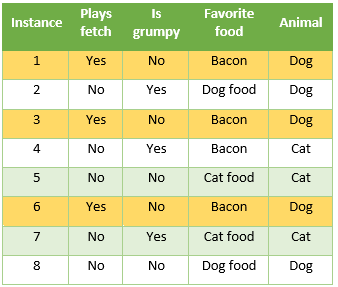 Instance Plays fetch Is grumpy Favorite food Animal
1 Yes No Bacon Dog
2 No Yes Dog food Dog
3 Yes No Bacon Dog
4 No Yes Bacon Cat
5 No No Cat food Cat
6 Yes No Bacon Dog
7 No Yes Cat food Cat
8 No No Dog food Dog